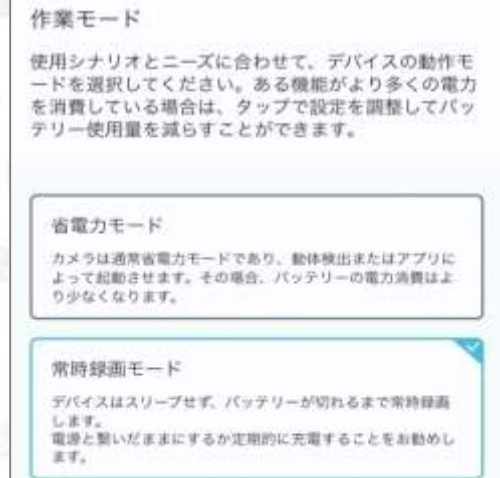 作業モード
使用シナリオとニーズに合わせて、デバイスの動作モ
ードを選択してください。ある機能がより多くの電力
を消費している場合は、タップで設定を調整してバッ
テリー使用量を減らすことができます。
省電力モード
カメラは通常省電力モードであり、動体検出またはアプリに
よって起動させます。その場合、バッテリーの電力消費はよ
り少なくなります。
常時録画モード
デバイスはスリープせず、バッテリーが切れるまで常時録画
します。
電源と繋いだままにするか定期的に充電することをお勧めし
ます。